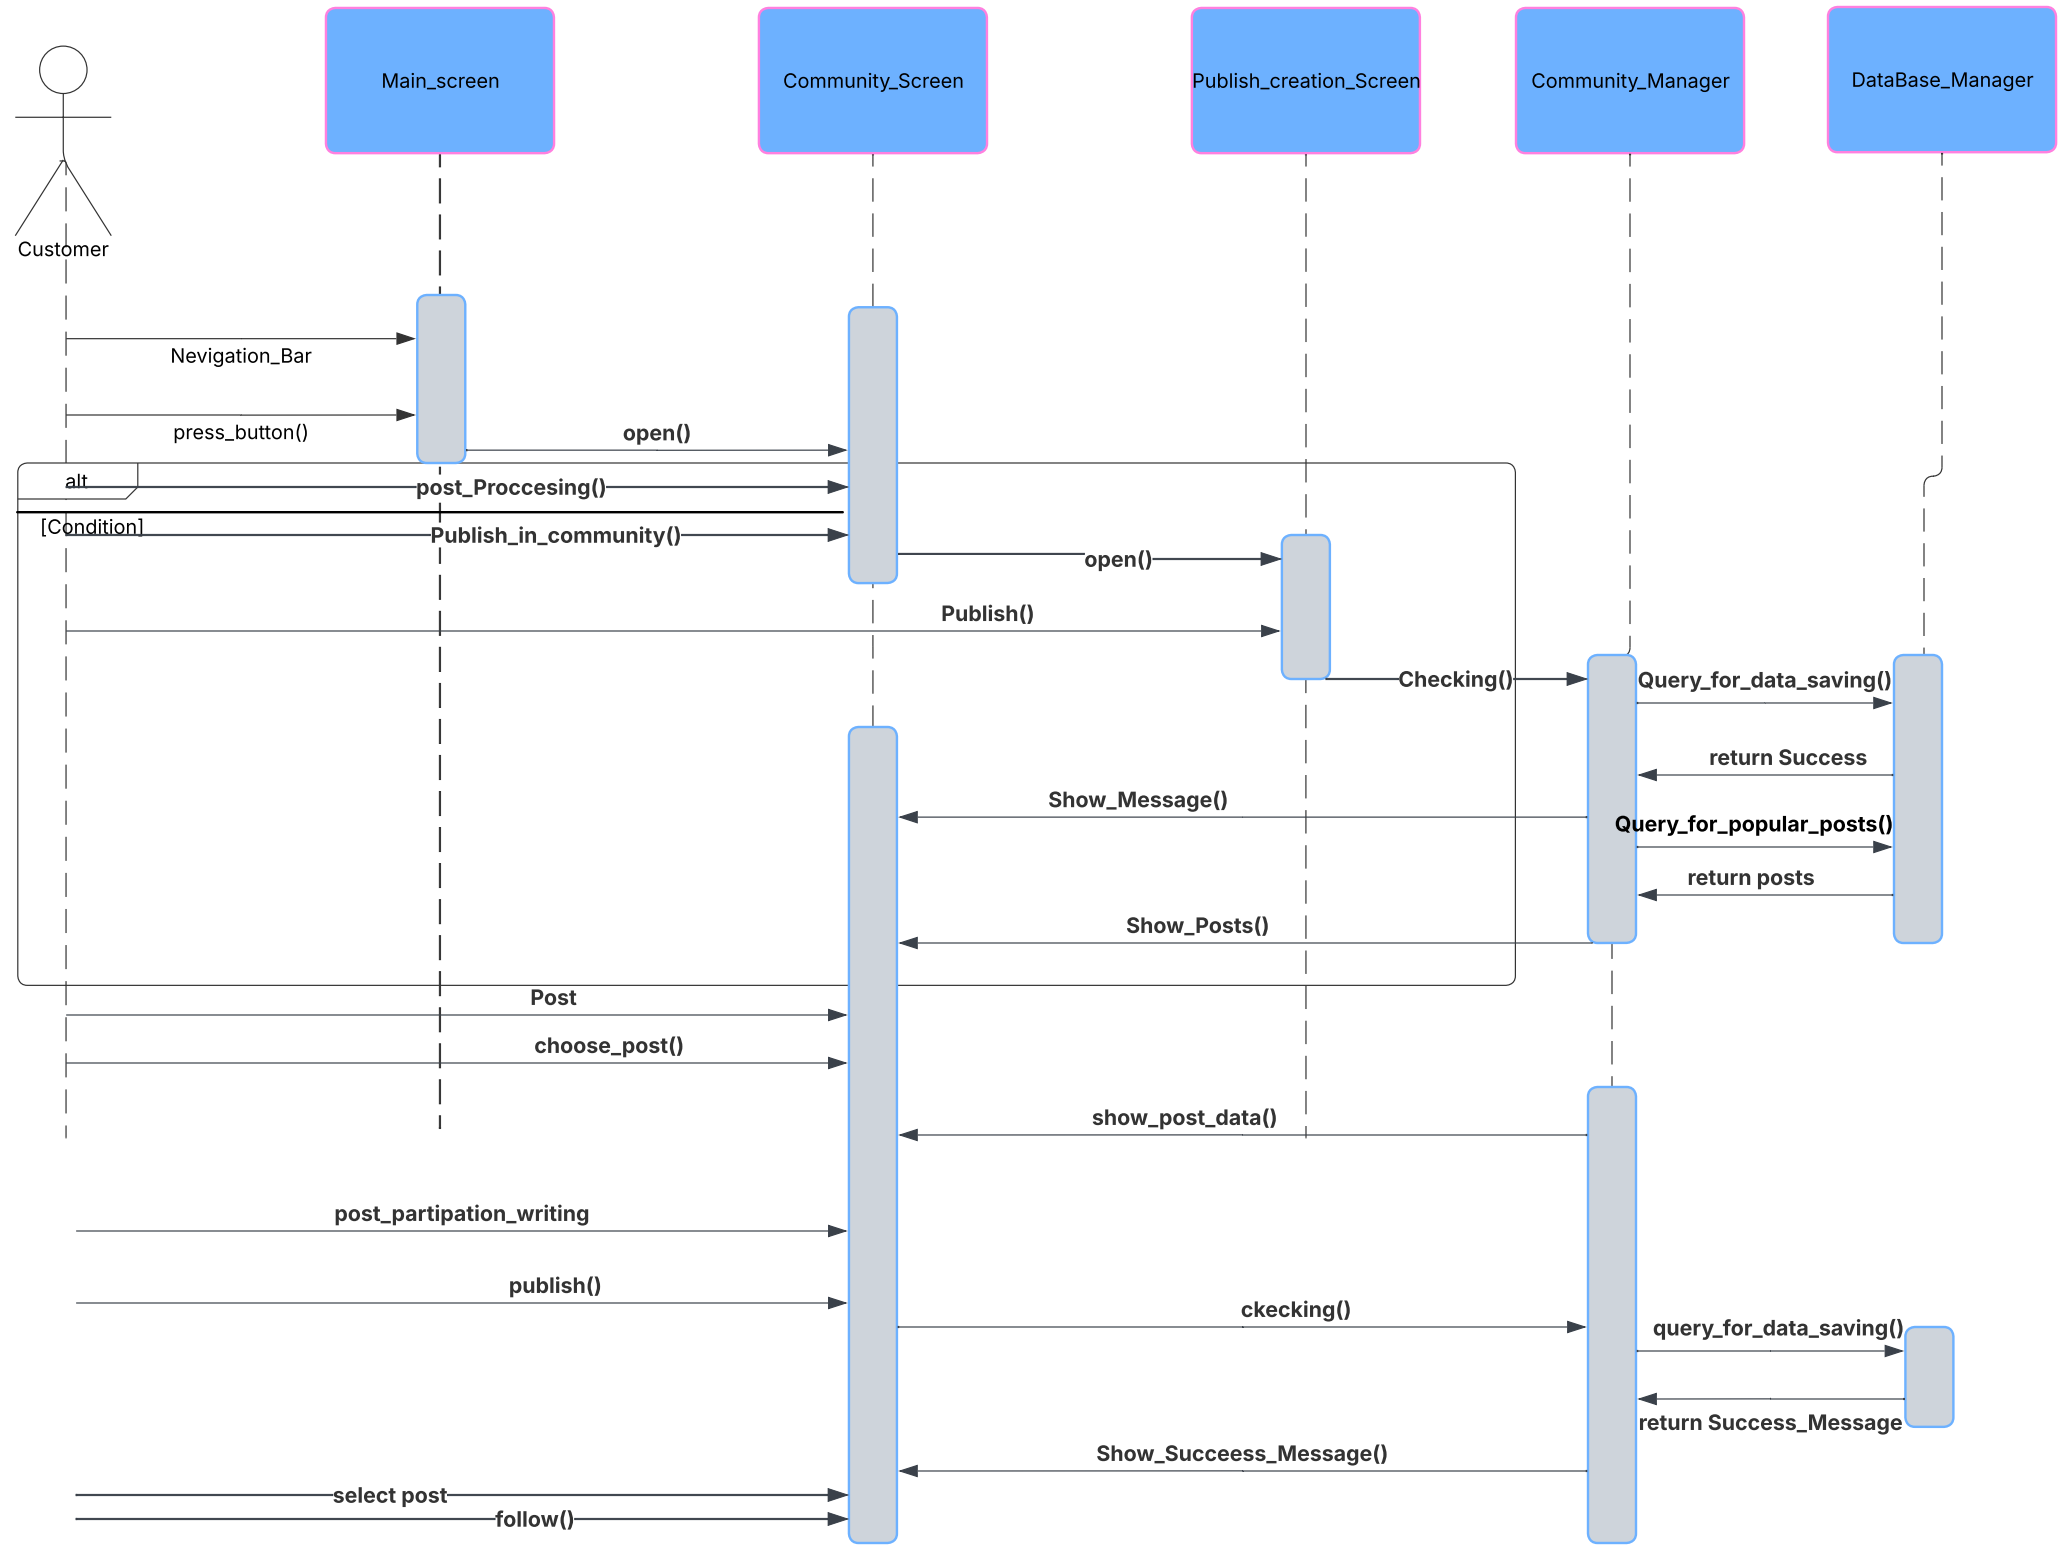 Main_screen
Community_Screen
Publish_creation_Screen
Community_Manager
DataBase_Manager
Customer
Nevigation_Bar
press_button()
open()
alt
post_Proccesing()
[Condition]
Publish_in_community()
open()
Publish()
Checking()
Query_for_data_saving()
return Success
Show_Message()
Query_for_popular_posts()
return posts
Show_Posts()
Post
choose_post()
show_post_data()
post_partipation_writing
publish()
ckecking()
query_for_data_saving()
return Success_Message
Show_Succeess_Message()
select post
follow()